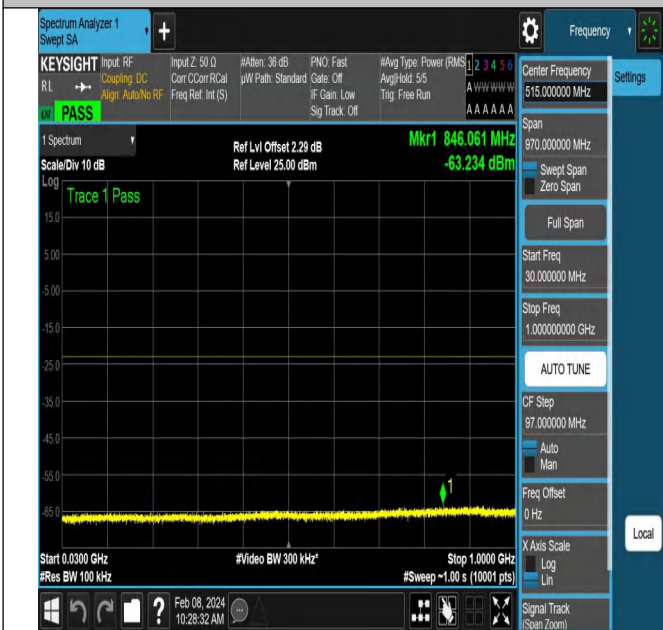 Spectrum Analyzer 1
Swept SA
+
Frequency
KEYSIGHT
Input: RF
Coupling: DC
Align: Auto/No RF
Input Z: 50 Ω
Corr CCorr RCal
Freq Ref: Int (S)
#Atten: 36 dB
µW Path: Standard
PNO: Fast
Gate: Off
IF Gain: Low
Sig Track: Off
#Avg Type: Power (RMS
Avg|Hold: 5/5
Trig: Free Run
1 2 3 4 5 6
A W W W W W
A A A A A A
R L
LXI
PASS
1 Spectrum
Scale/Div 10 dB
Log
Ref Lvl Offset 2.29 dB
Ref Level 25.00 dBm
Mkr1 846.061 MHz
-63.234 dBm
Trace 1 Pass
15.0
5.00
-5.00
-15.0
-25.0
-35.0
-45.0
-55.0
-65.0
1
Start 0.0300 GHz
#Res BW 100 kHz
#Video BW 300 kHz*
Stop 1.0000 GHz
#Sweep ~1.00 s (10001 pts)
?
Feb 08, 2024
10:28:32 AM
Center Frequency
515.000000 MHz
Settings
Span
970.000000 MHz
Swept Span
Zero Span
Full Span
Start Freq
30.000000 MHz
Stop Freq
1.000000000 GHz
AUTO TUNE
CF Step
97.000000 MHz
Auto
Man
Freq Offset
0 Hz
X Axis Scale
Log
Lin
Local
Signal Track
(Span Zoom)